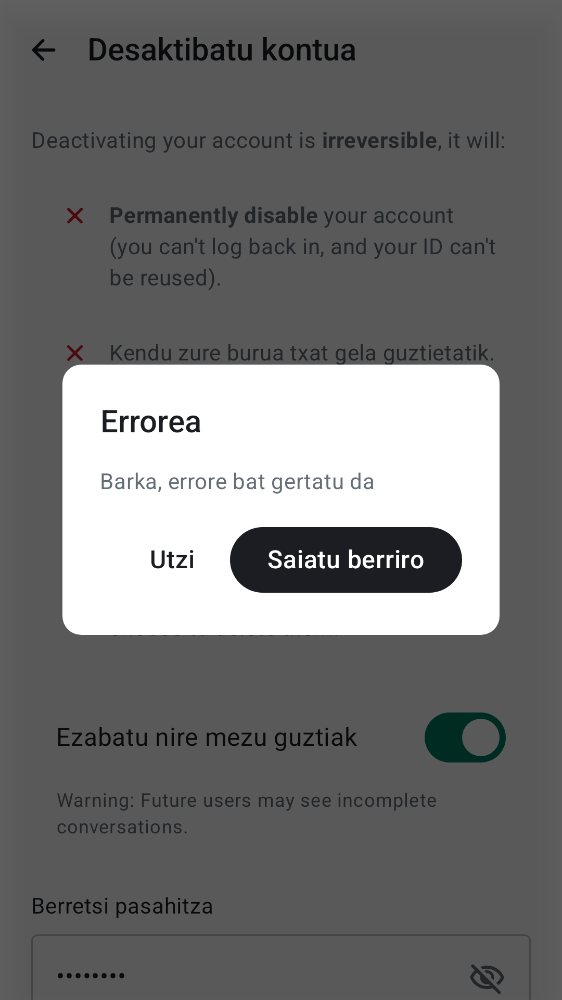 Desaktibatu kontua
Deactivating your account is irreversible, it will:
Permanently disable your account
(you can't log back in, and your ID can't
be reused).
Kendu zure burua txat gela guztietatik.
Errorea
Barka, errore bat gertatu da
Utzi
Saiatu berriro
Ezabatu nire mezu guztiak
Warning: Future users may see incomplete
conversations.
Berretsi pasahitza
••••••••